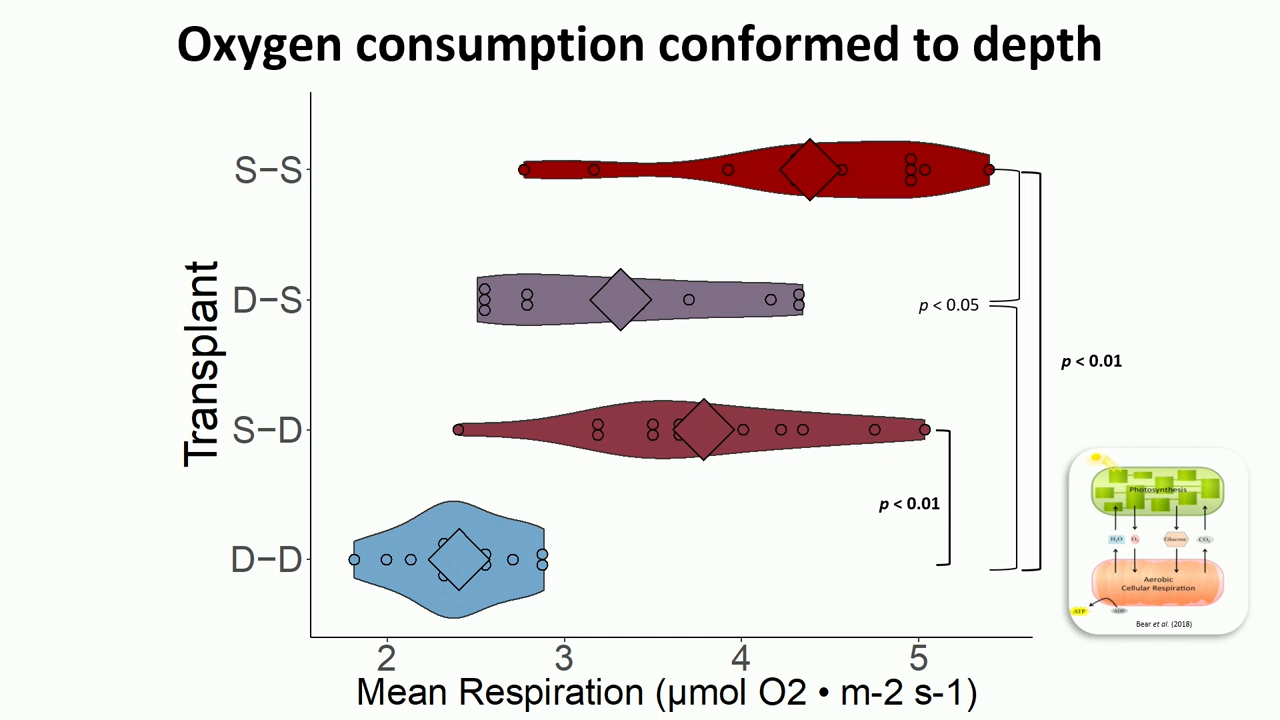 Oxygen consumption conformed to depth
Transplant
S−S
D−S
S−D
D−D
p < 0.05
p < 0.01
p < 0.01
2 3 4 5
Mean Respiration (µmol O2 • m-2 s-1)
Photosynthesis
H₂O O₂ Glucose CO₂
Aerobic
Cellular Respiration
ATP ADP
Bear et al. (2018)